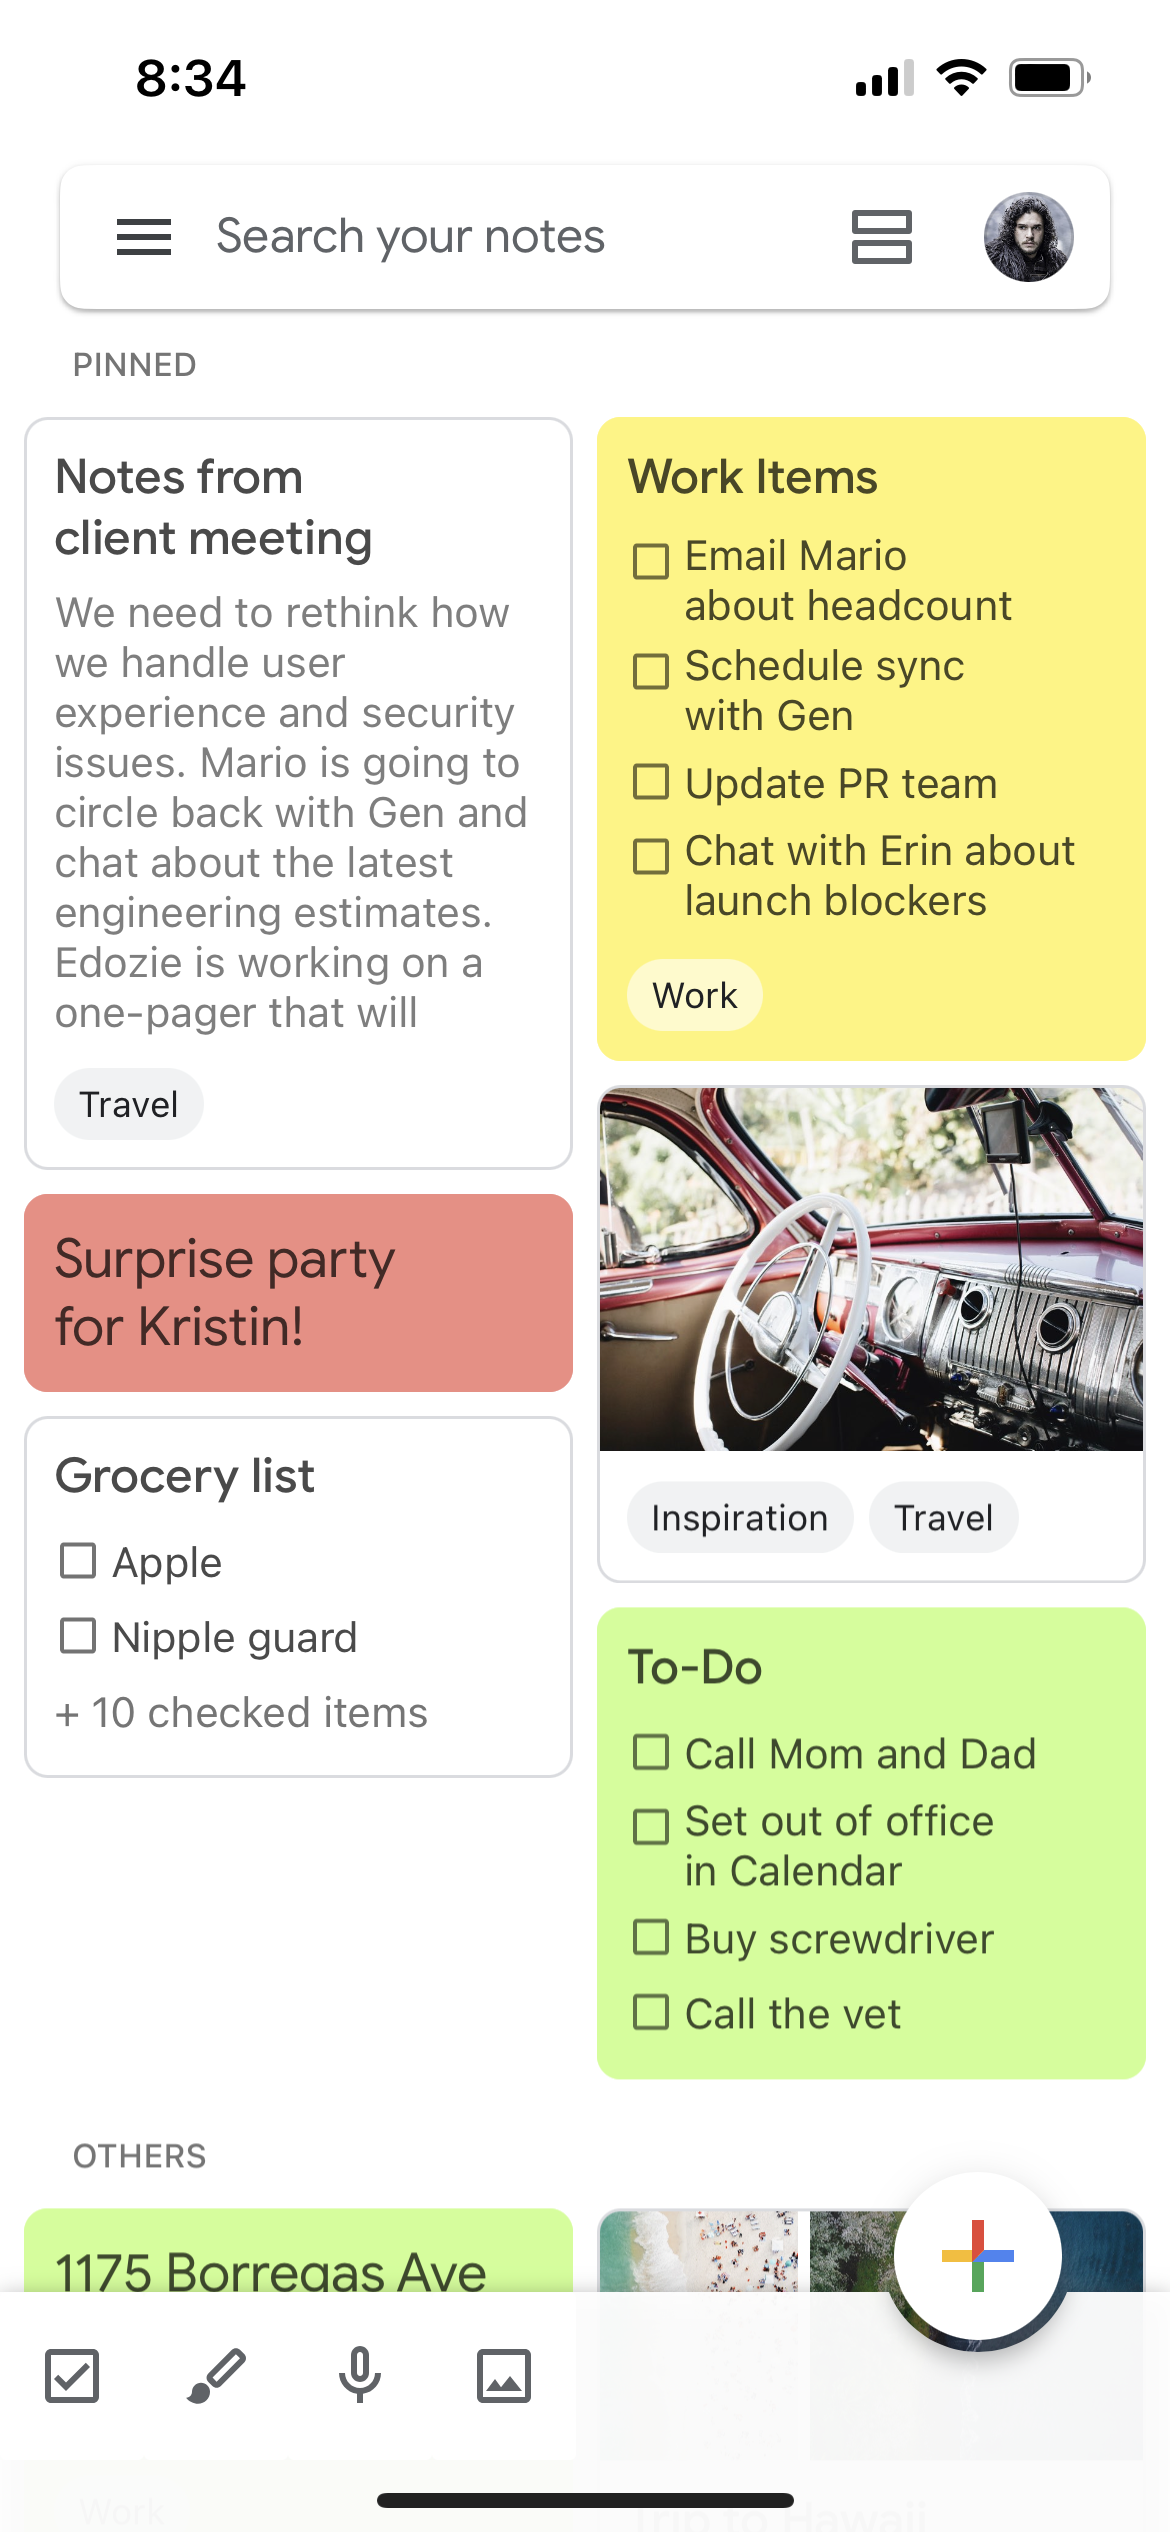 8:34
Search your notes
PINNED
Notes from
client meeting
We need to rethink how
we handle user
experience and security
issues. Mario is going to
circle back with Gen and
chat about the latest
engineering estimates.
Edozie is working on a
one-pager that will
Travel
Surprise party
for Kristin!
Grocery list
Apple
Nipple guard
+ 10 checked items
Work Items
Email Mario
about headcount
Schedule sync
with Gen
Update PR team
Chat with Erin about
launch blockers
Work
Inspiration
Travel
To-Do
Call Mom and Dad
Set out of office
in Calendar
Buy screwdriver
Call the vet
OTHERS
1175 Borregas Ave
Work
Trip to Hawaii